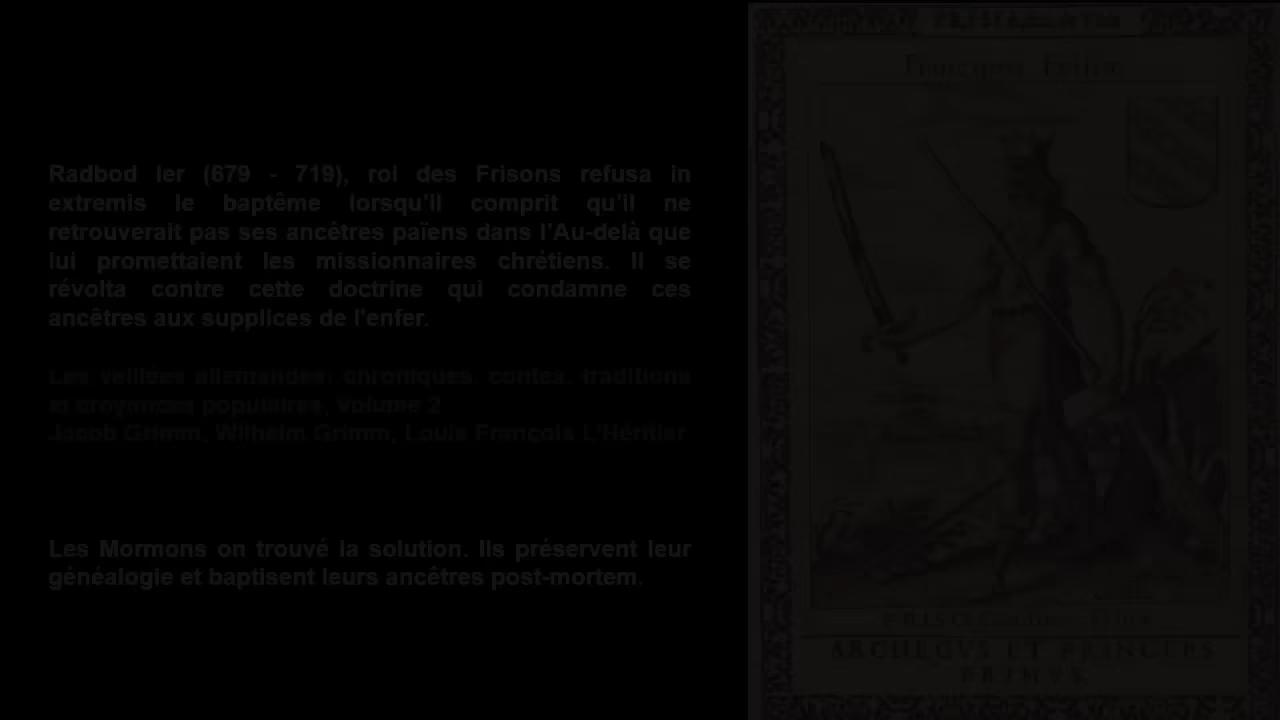 Radbod Ier (679 - 719), roi des Frisons refusa in
extremis le baptême lorsqu'il comprit qu'il ne
retrouverait pas ses ancêtres païens dans l'Au-delà que
lui promettaient les missionnaires chrétiens. Il se
révolta contre cette doctrine qui condamne ces
ancêtres aux supplices de l'enfer.
Les veillées allemandes: chroniques, contes, traditions
et croyances populaires, volume 2
Jacob Grimm, Wilhelm Grimm, Louis François L'Héritier
Les Mormons on trouvé la solution. Ils préservent leur
généalogie et baptisent leurs ancêtres post-mortem.
ET PRINCEPS
PRIMVS